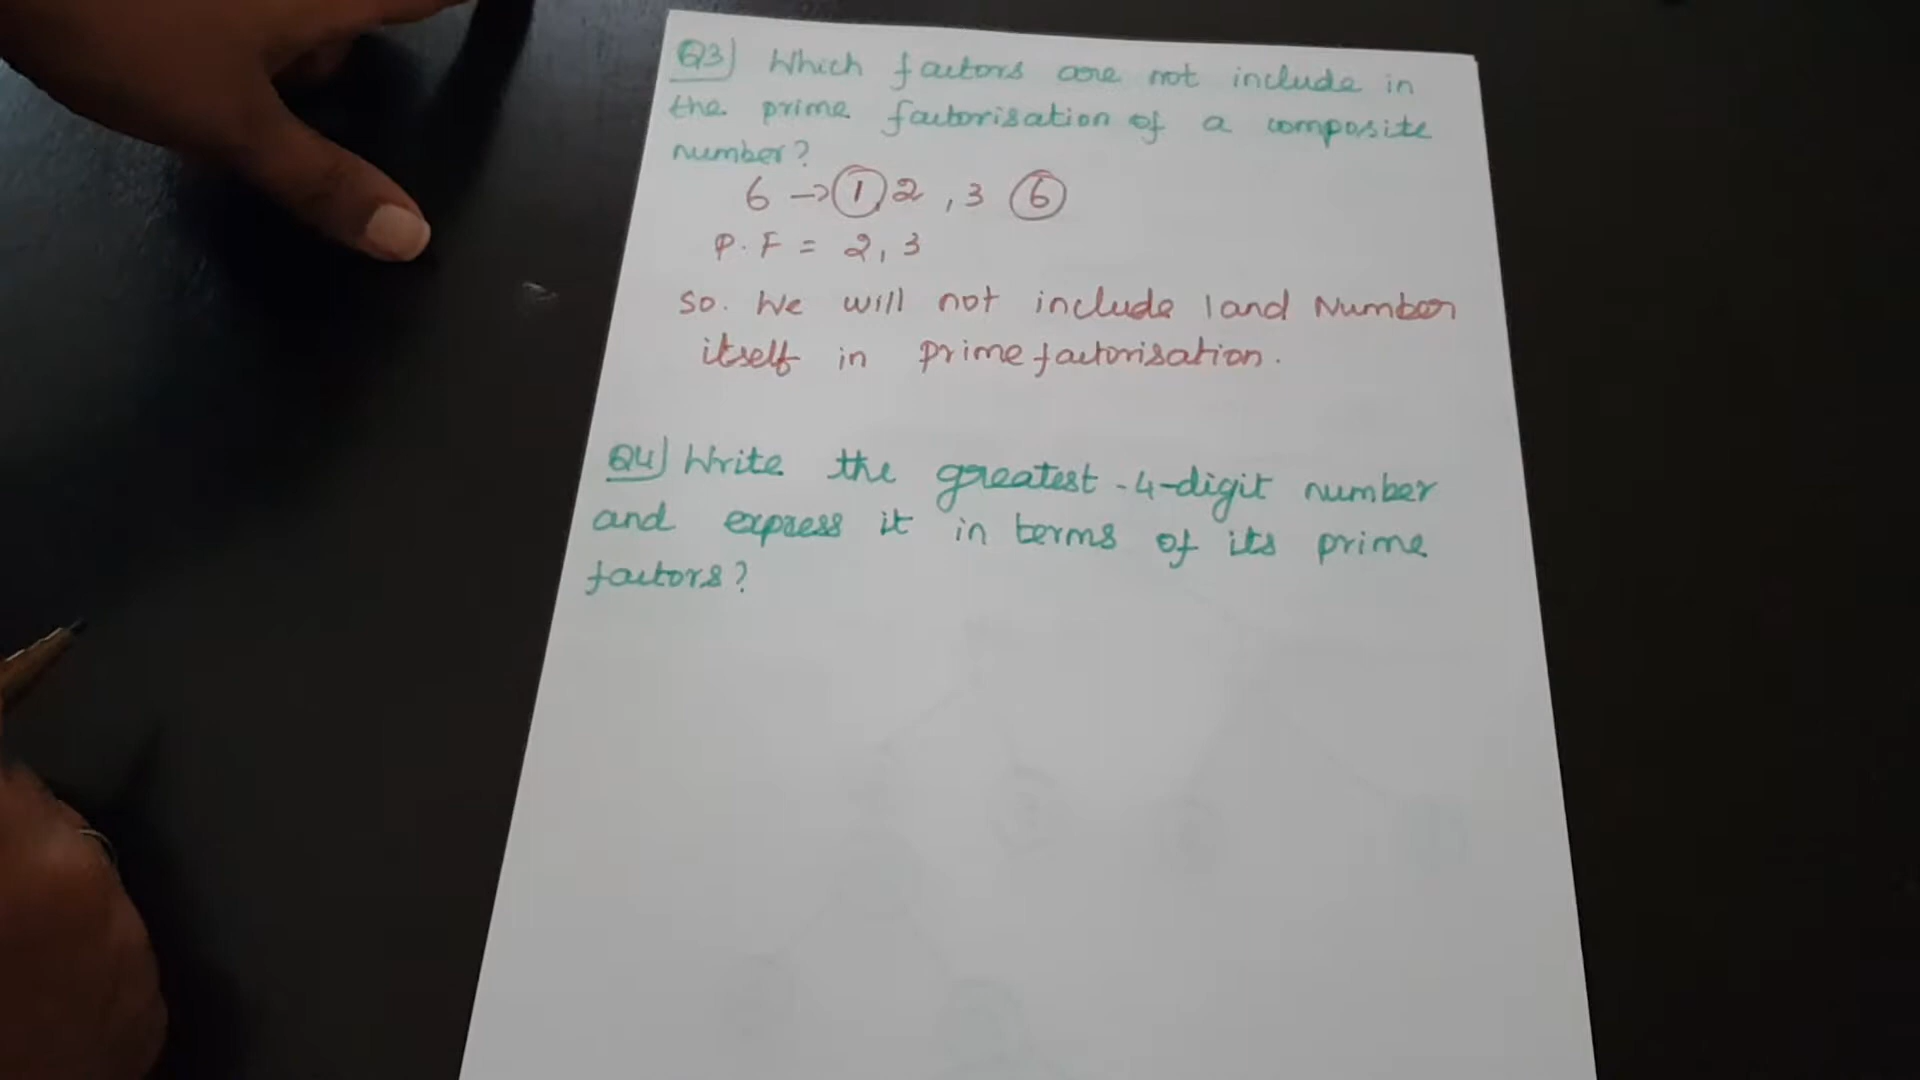 Q3) Which factors are not include in
the prime factorisation of a composite
number?
6 → 1, 2, 3 6
P.F = 2, 3
So. We will not include 1 and Number
itself in prime factorisation.
Q4) Write the greatest -4-digit number
and express it in terms of its prime
factors?